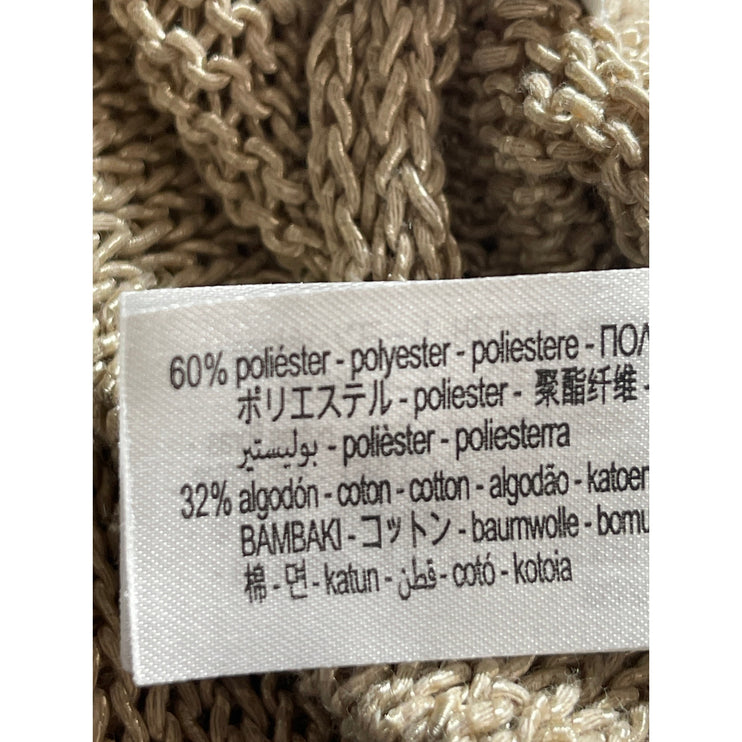 60% poliéster - polyester - poliestere - ΠΟΛ
ポリエステル - poliester - 聚酯纤维 -
بوليستير - polièster - poliesterra
32% algodón - coton - cotton - algodão - katoen
BAMBAKI - コットン - baumwolle - bomu
棉 - 면 - katun - قطن - cotó - kotoia